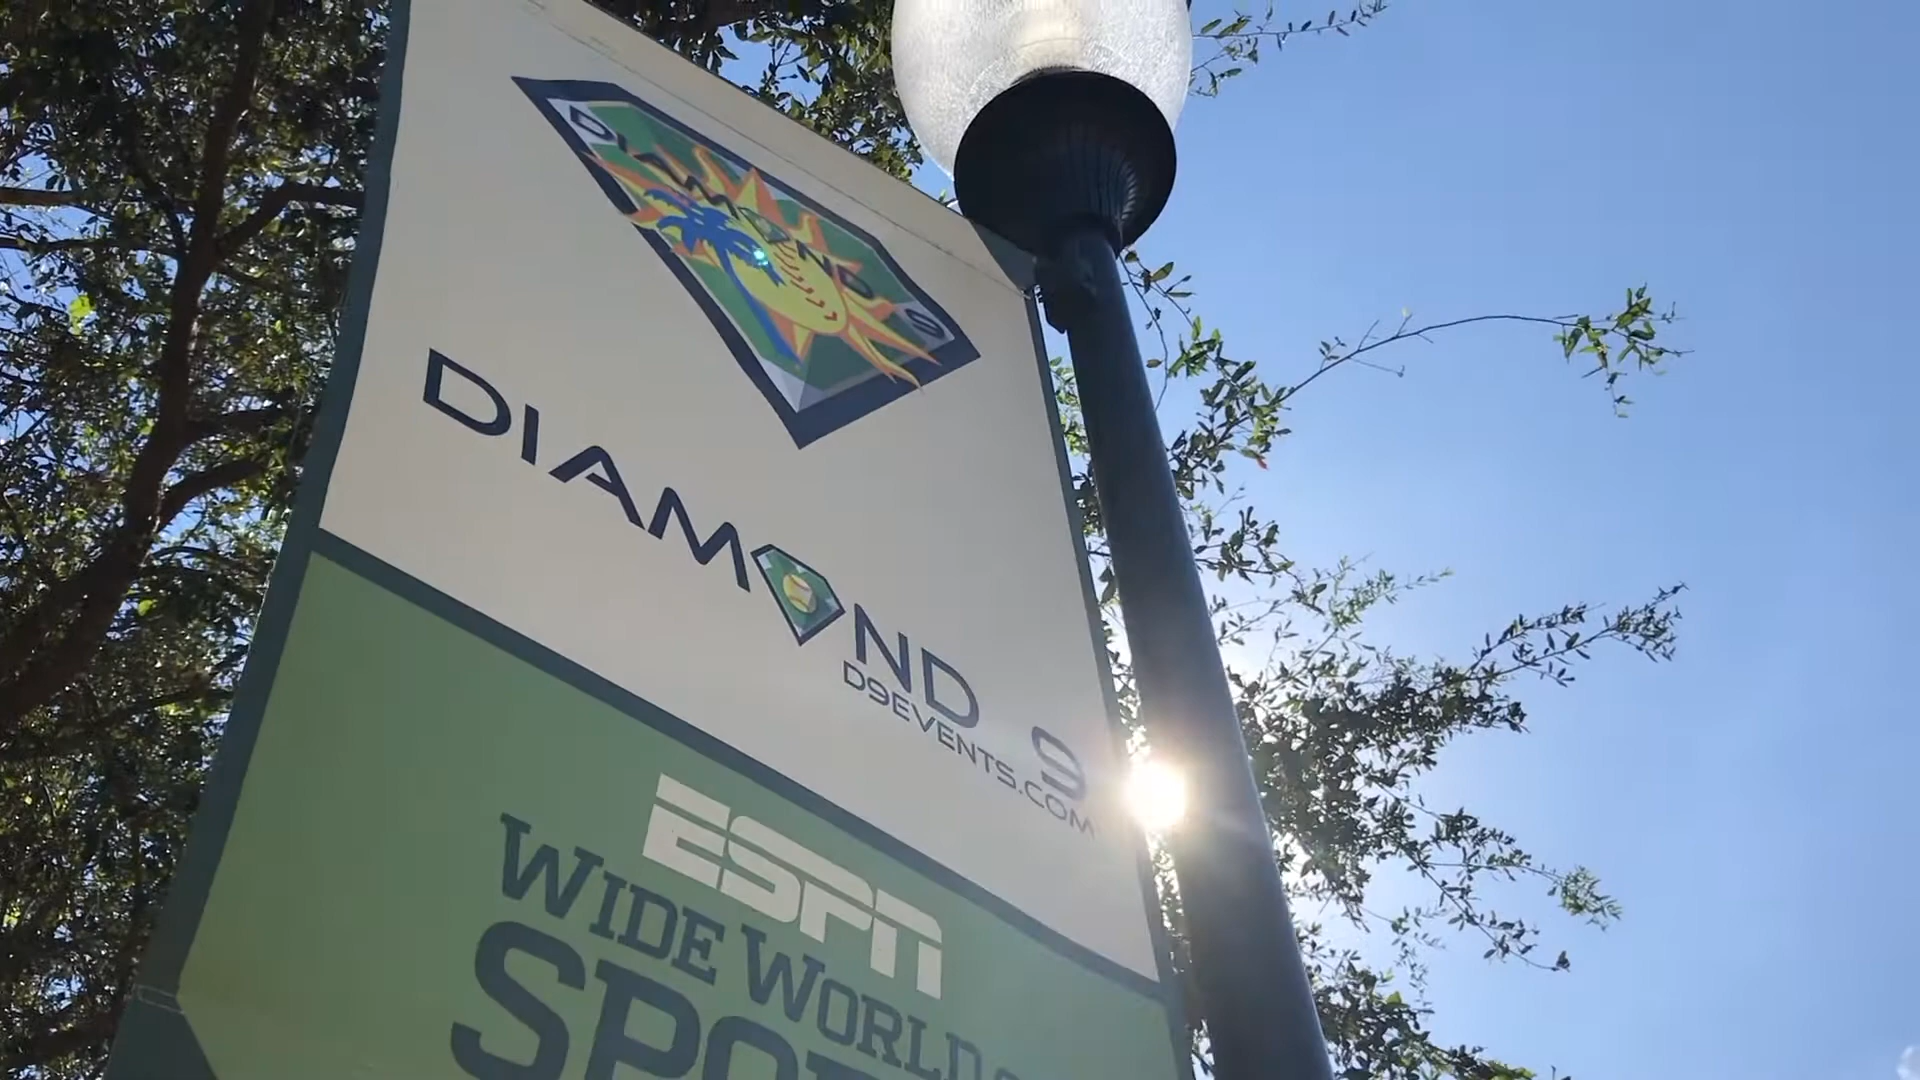 DIAMOND 9
DIAMOND 9
D9EVENTS.COM
ESPN
WIDE WORLD